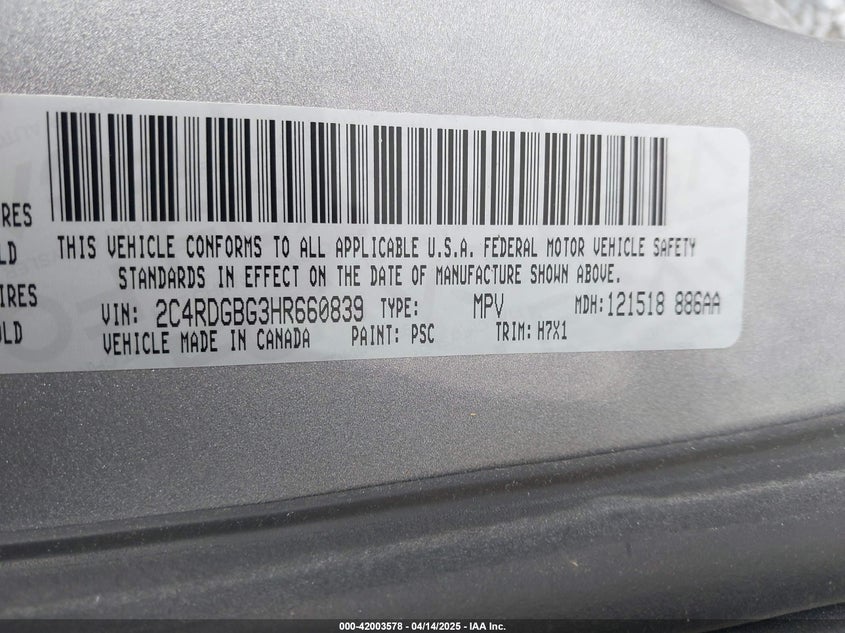 RES
LD
IRES
OLD
THIS VEHICLE CONFORMS TO ALL APPLICABLE U.S.A. FEDERAL MOTOR VEHICLE SAFETY
STANDARDS IN EFFECT ON THE DATE OF MANUFACTURE SHOWN ABOVE.
VIN: 2C4RDGBG3HR660839 TYPE: MPV MDH:121518 886AA
VEHICLE MADE IN CANADA PAINT: PSC TRIM: H7X1
000-42003578 - 04/14/2025 - IAA Inc.